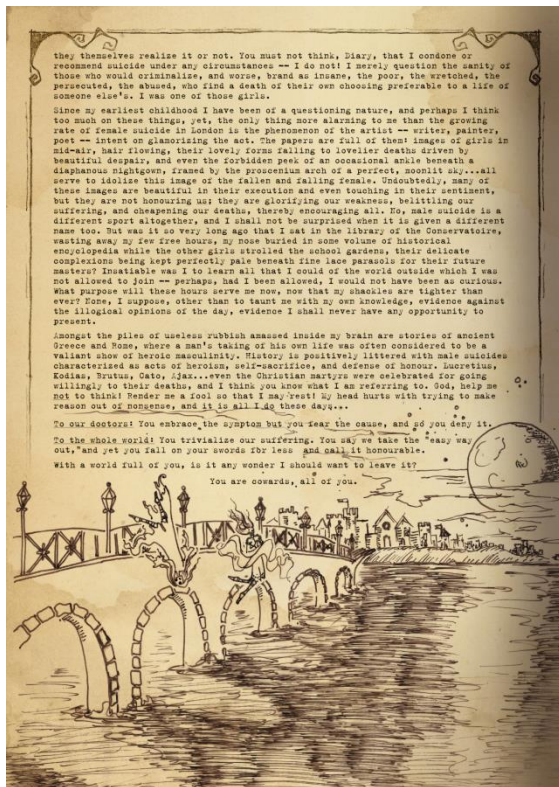 they themselves realize it or not. You must not think, Diary, that I condone or
recommend suicide under any circumstances -- I do not! I merely question the sanity of
those who would criminalize, and worse, brand as insane, the poor, the wretched, the
persecuted, the abused, who find a death of their own choosing preferable to a life of
someone else's. I was one of those girls.
Since my earliest childhood I have been of a questioning nature, and perhaps I think
too much on these things, yet, the only thing more alarming to me than the growing
rate of female suicide in London is the phenomenon of the artist -- writer, painter,
poet -- intent on glamorizing the act. The papers are full of them: images of girls in
mid-air, hair flowing, their lovely forms falling to lovelier deaths driven by
beautiful despair, and even the forbidden peek of an occasional ankle beneath a
diaphanous nightgown, framed by the proscenium arch of a perfect, moonlit sky...all
serve to idolize this image of the fallen and falling female. Undoubtedly, many of
these images are beautiful in their execution and even touching in their sentiment,
but they are not honouring us; they are glorifying our weakness, belittling our
suffering, and cheapening our deaths, thereby encouraging all. No, male suicide is a
different sport altogether, and I shall not be surprised when it is given a different
name too. But was it so very long ago that I sat in the library of the Conservatoire,
wasting away my few free hours, my nose buried in some volume of historical
encyclopedia while the other girls strolled the school gardens, their delicate
complexions being kept perfectly pale beneath fine lace parasols for their future
masters? Insatiable was I to learn all that I could of the world outside which I was
not allowed to join -- perhaps, had I been allowed, I would not have been as curious.
What purpose will these hours serve me now, now that my shackles are tighter than
ever? None, I suppose, other than to taunt me with my own knowledge, evidence against
the illogical opinions of the day, evidence I shall never have any opportunity to
present.
Amongst the piles of useless rubbish amassed inside my brain are stories of ancient
Greece and Rome, where a man's taking of his own life was often considered to be a
valiant show of heroic masculinity. History is positively littered with male suicides
characterized as acts of heroism, self-sacrifice, and defense of honour. Lucretius,
Kodias, Brutus, Cato, Ajax...even the Christian martyrs were celebrated for going
willingly to their deaths, and I think you know what I am referring to. God, help me
not to think! Render me a fool so that I may rest! My head hurts with trying to make
reason out of nonsense, and it is all I do these days...
To our doctors: You embrace the symptom but you fear the cause, and so you deny it.
To the whole world: You trivialize our suffering. You say we take the "easy way
out," and yet you fall on your swords for less and call it honourable.
With a world full of you, is it any wonder I should want to leave it?
You are cowards, all of you.